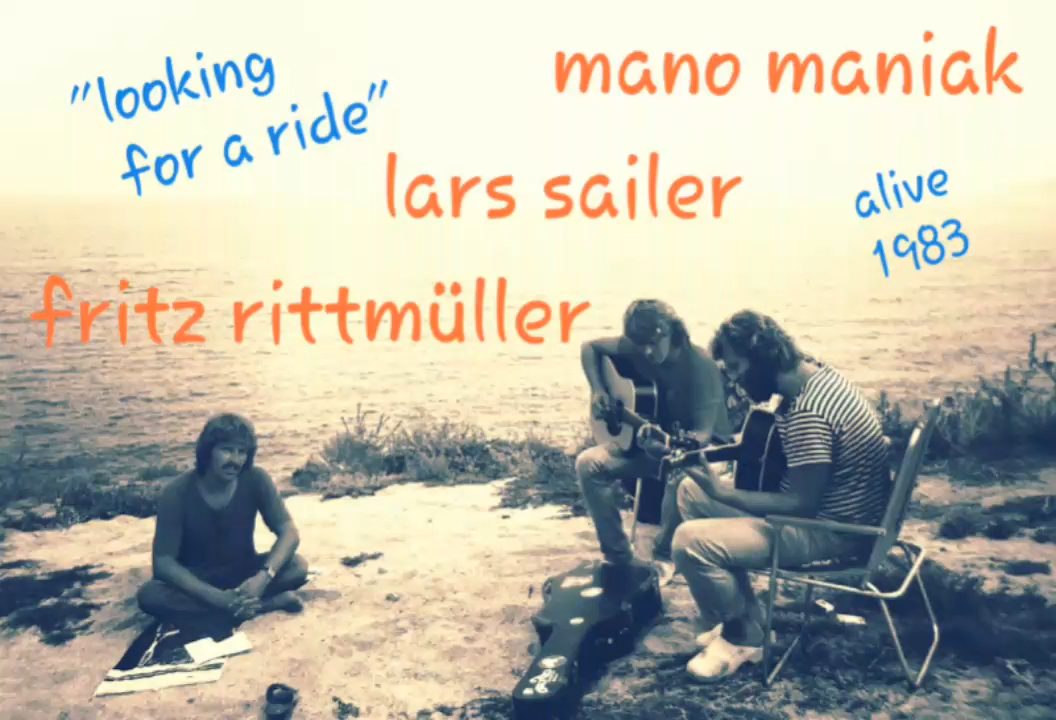 "looking
for a ride"
mano maniak
lars sailer
alive
1983
fritz rittmüller